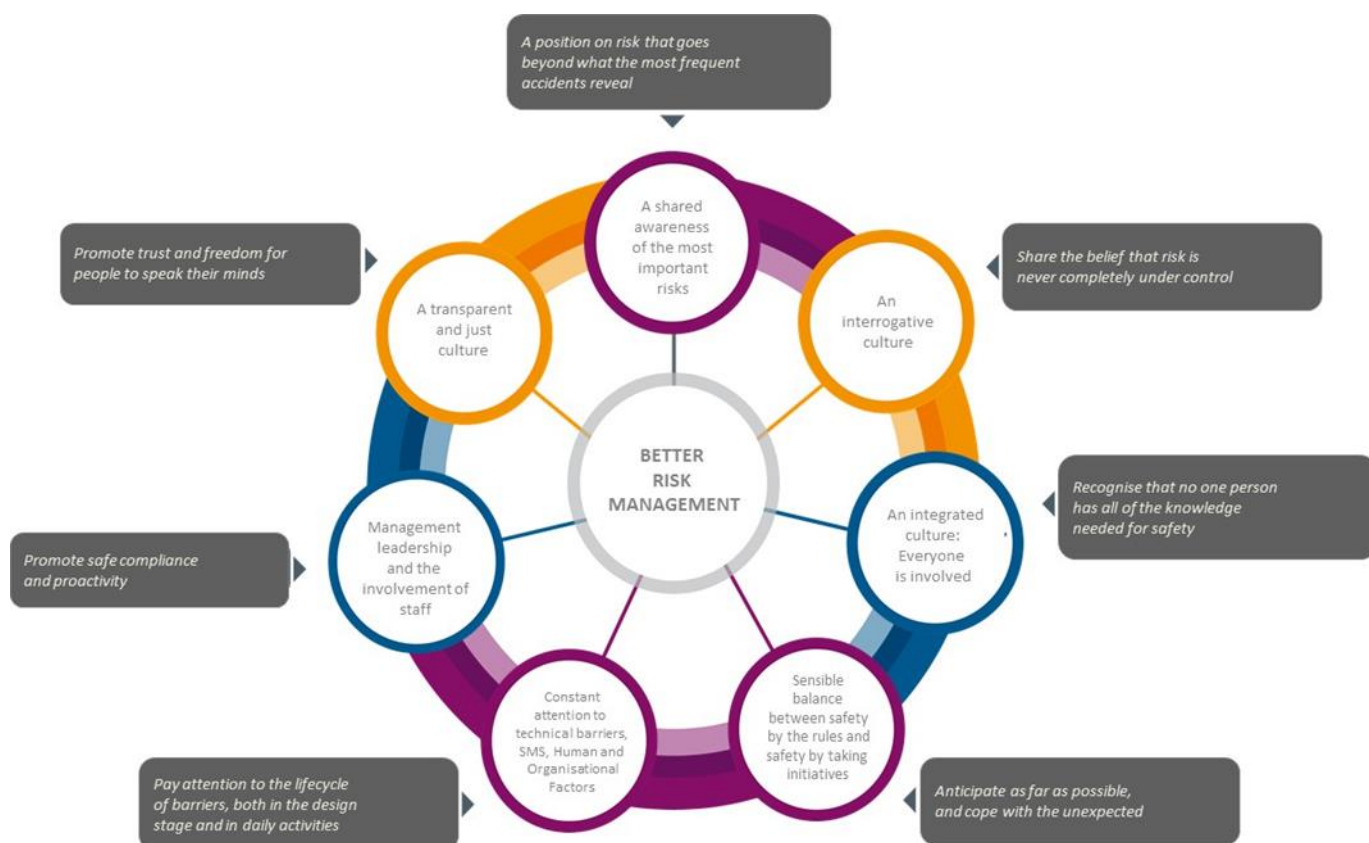 A position on risk that goes
beyond what the most frequent
accidents reveal
A shared
awareness
of the most
important
risks
Promote trust and freedom for
people to speak their minds
Share the belief that risk is
never completely under control
A transparent
and just
culture
An
interrogative
culture
BETTER
RISK
MANAGEMENT
Recognise that no one person
has all of the knowledge
needed for safety
An integrated
culture:
Everyone
is involved
Management
leadership
and the
involvement of
staff
Promote safe compliance
and proactivity
Constant
attention to
technical barriers,
SMS, Human and
Organisational
Factors
Sensible
balance
between safety
by the rules and
safety by taking
initiatives
Pay attention to the lifecycle
of barriers, both in the design
stage and in daily activities
Anticipate as far as possible,
and cope with the unexpected